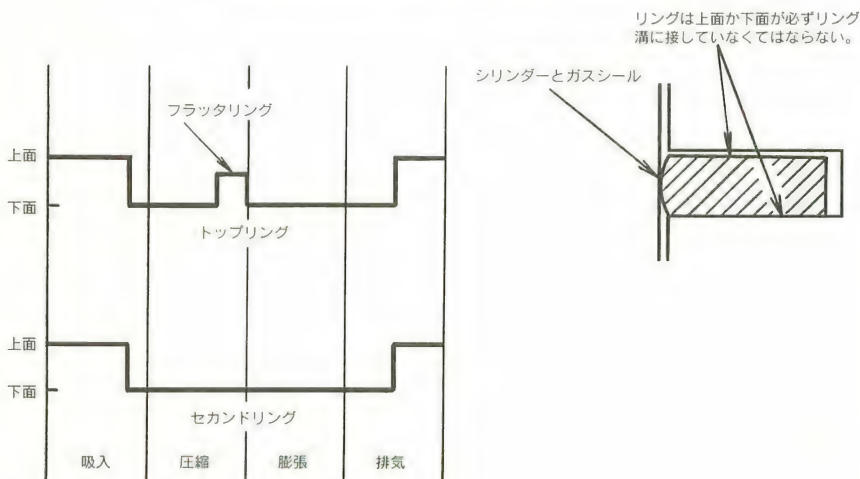 リングは上面か下面が必ずリング
溝に接していなくてはならない。
シリンダーとガスシール
フラッタリング
上面
下面
トップリング
上面
下面
セカンドリング
吸入
圧縮
膨張
排気